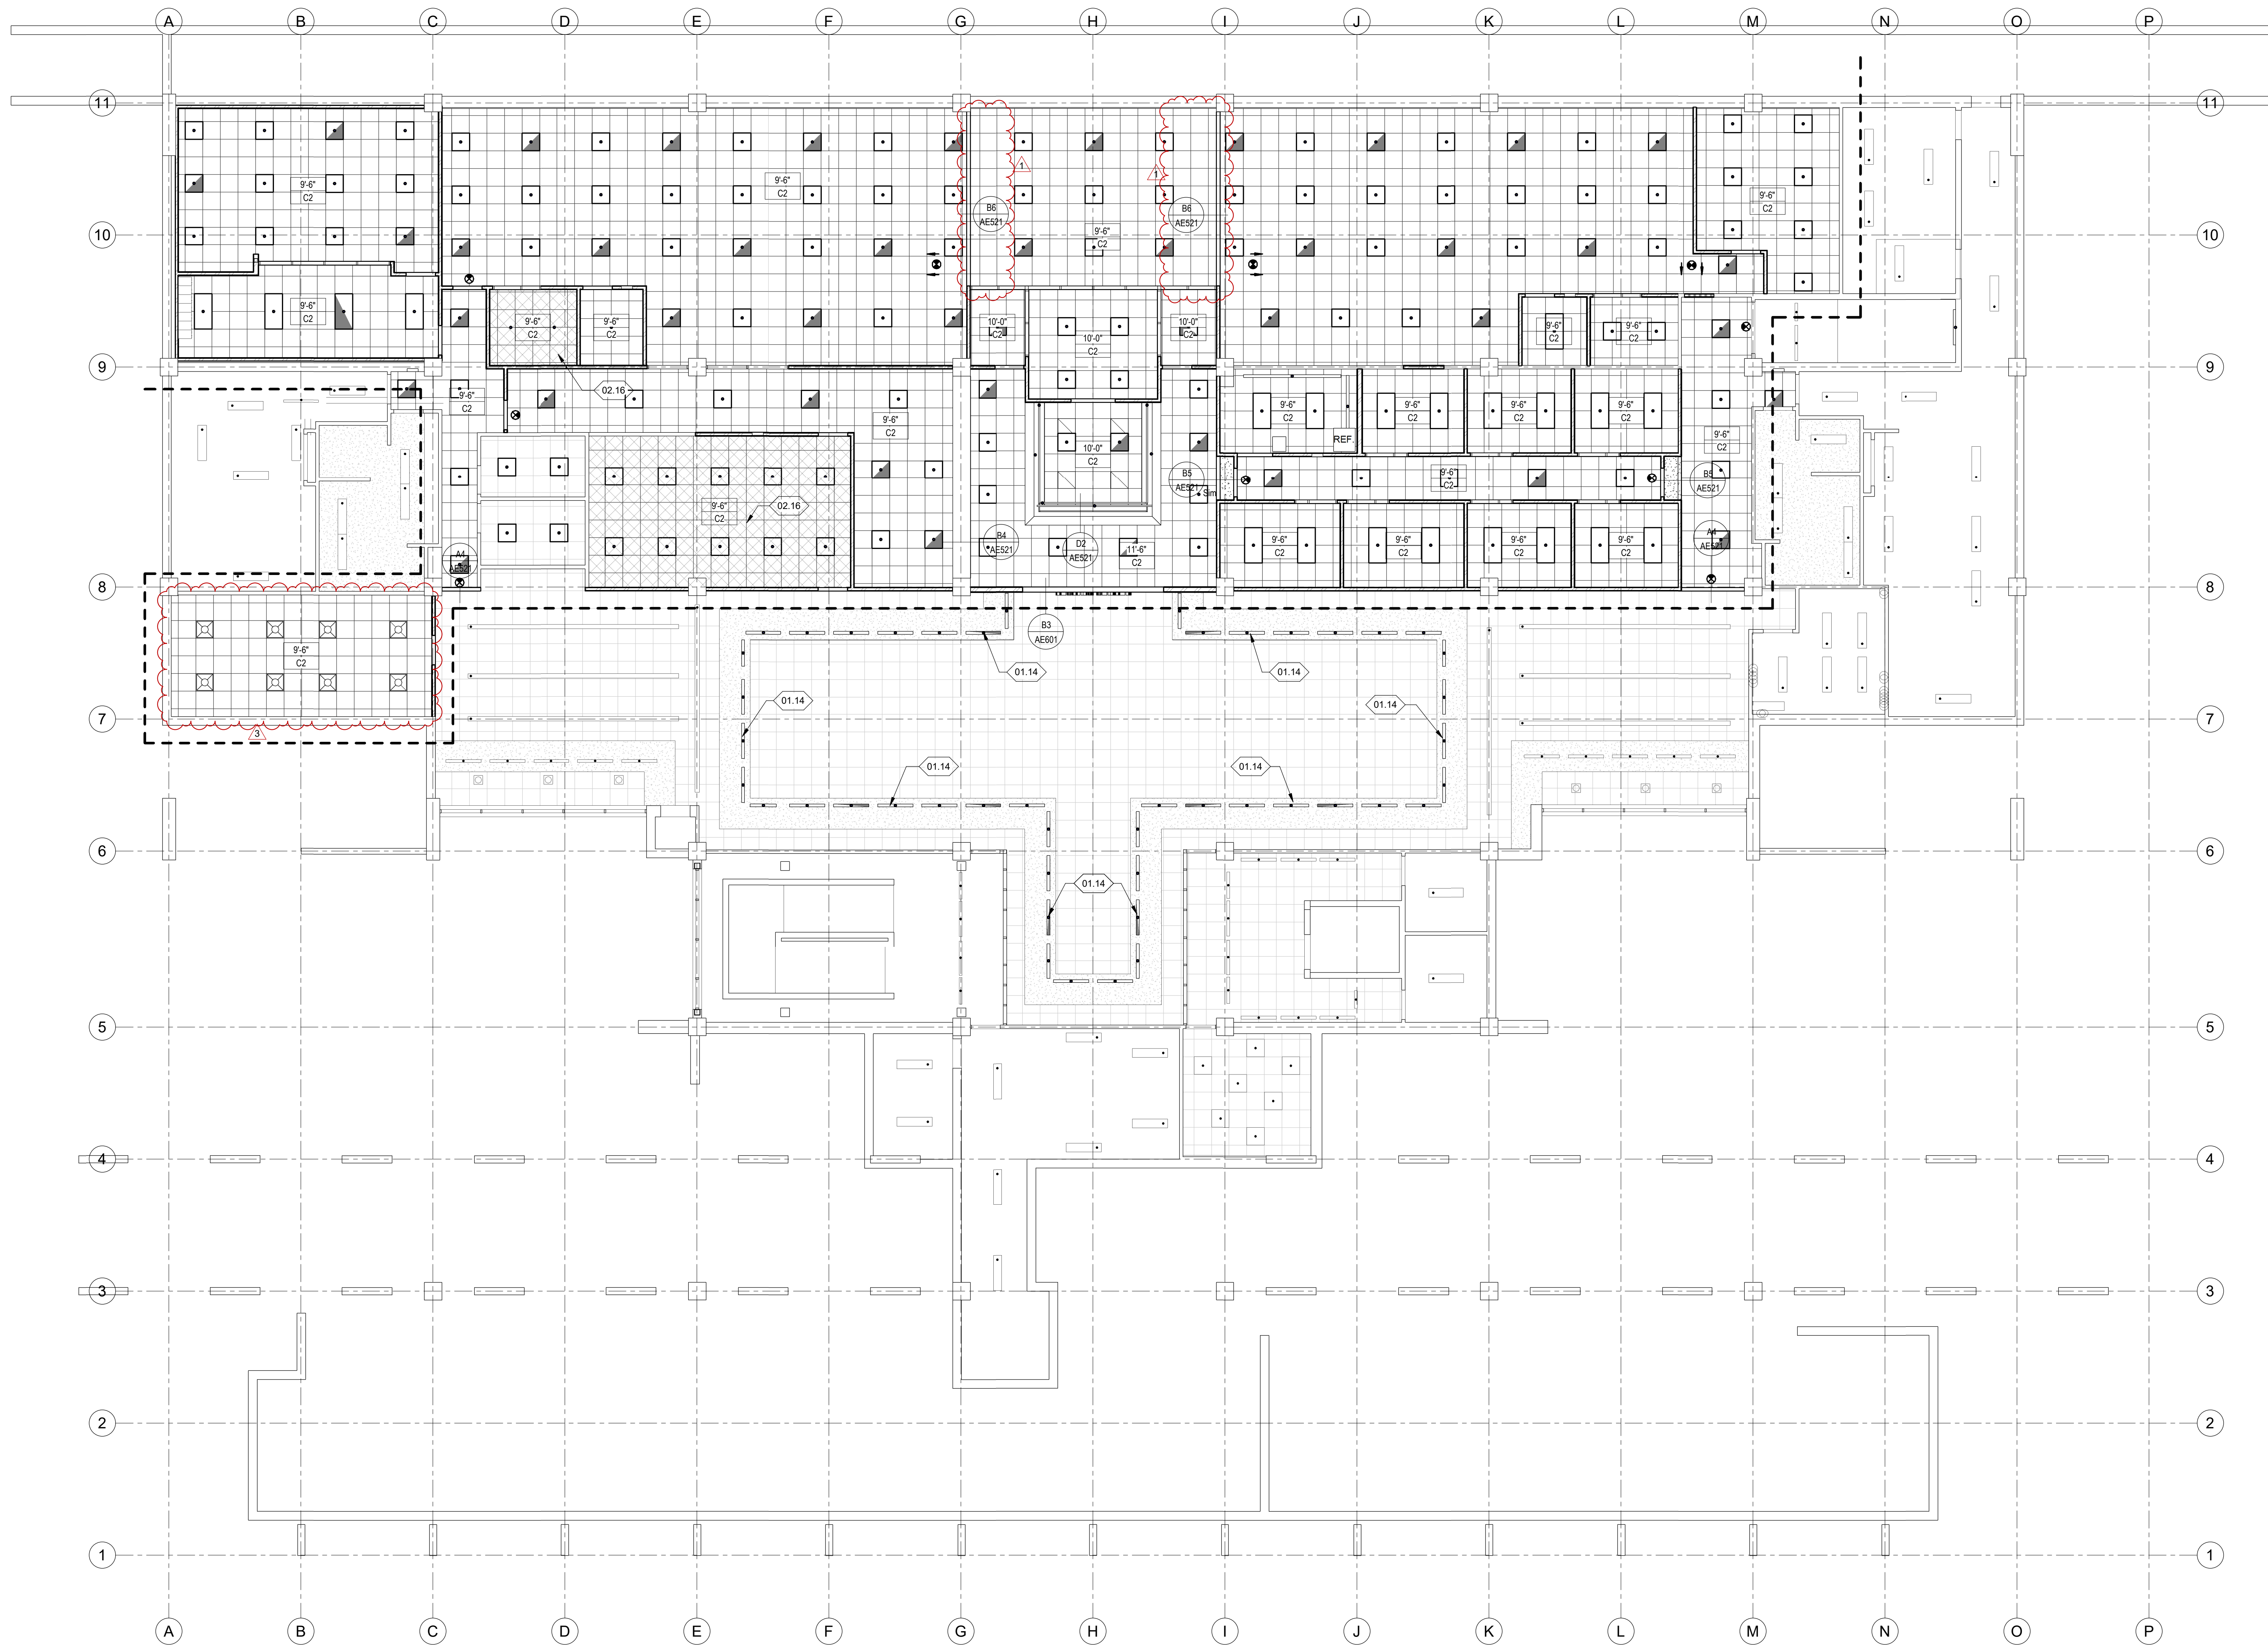 A B C D E F G H I J K L M N O P
11 11
9'-6"
C2
9'-6"
C2
1
1
9'-6"
C2
B6
AE521
B6
AE521
10 10
9'-6"
C2
9'-6"
C2
9'-6"
C2
9'-6"
C2
10'-0"
C2
10'-0"
C2
10'-0"
C2
9'-6"
C2
9'-6"
C2
9 9
02.16
9'-6"
C2
9'-6"
C2
9'-6"
C2
9'-6"
C2
9'-6"
C2
9'-6"
C2
9'-6"
C2
REF.
10'-0"
C2
9'-6"
C2
B5
AE521
Sim
9'-6"
C2
B5
AE521
9'-6"
C2
02.16
A4
AE521
B4
AE521
D2
AE521
11'-6"
C2
9'-6"
C2
9'-6"
C2
9'-6"
C2
9'-6"
C2
A4
AE521
8 8
B3
AE601
9'-6"
C2
01.14
01.14
01.14
01.14
7 7
3
01.14
01.14
6 6
01.14
5 5
4 4
3 3
2 2
1 1
A B C D E F G H I J K L M N O P